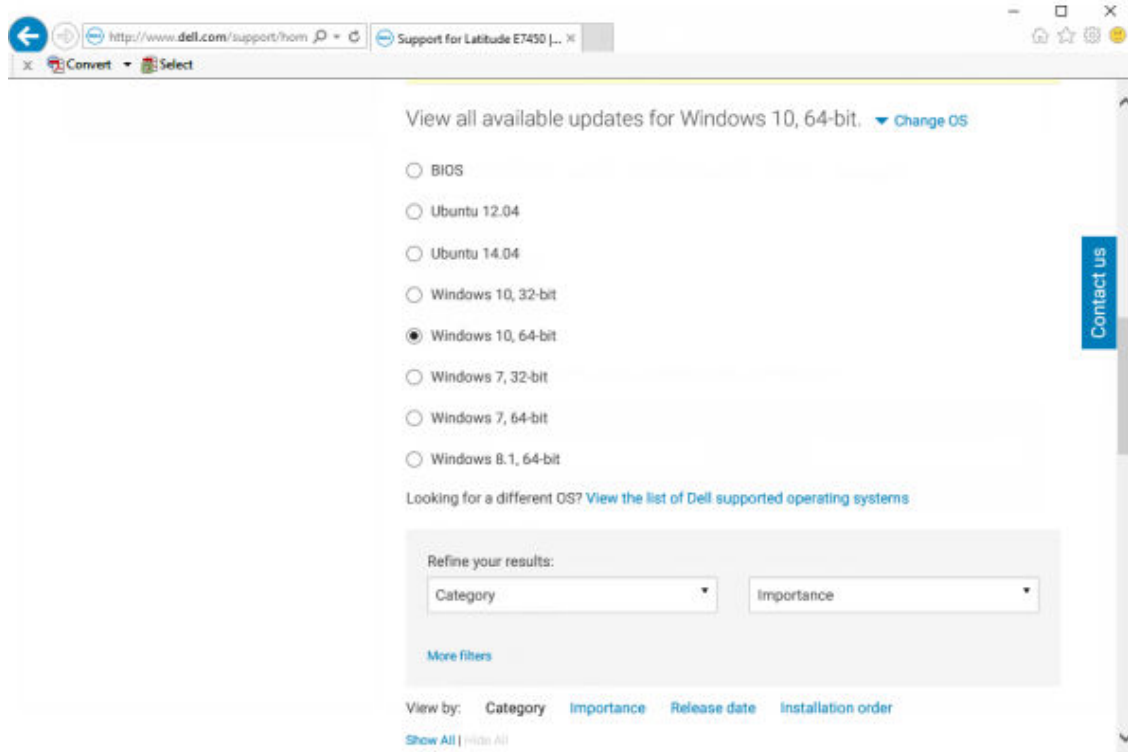 http://www.dell.com/support/hom
Support for Latitude E7450 |...
x Convert Select
View all available updates for Windows 10, 64-bit. Change OS
BIOS
Ubuntu 12.04
Ubuntu 14.04
Windows 10, 32-bit
Windows 10, 64-bit
Windows 7, 32-bit
Windows 7, 64-bit
Windows 8.1, 64-bit
Looking for a different OS? View the list of Dell supported operating systems
Refine your results:
Category Importance
More filters
View by: Category Importance Release date Installation order
Show All | Hide All
Contact us